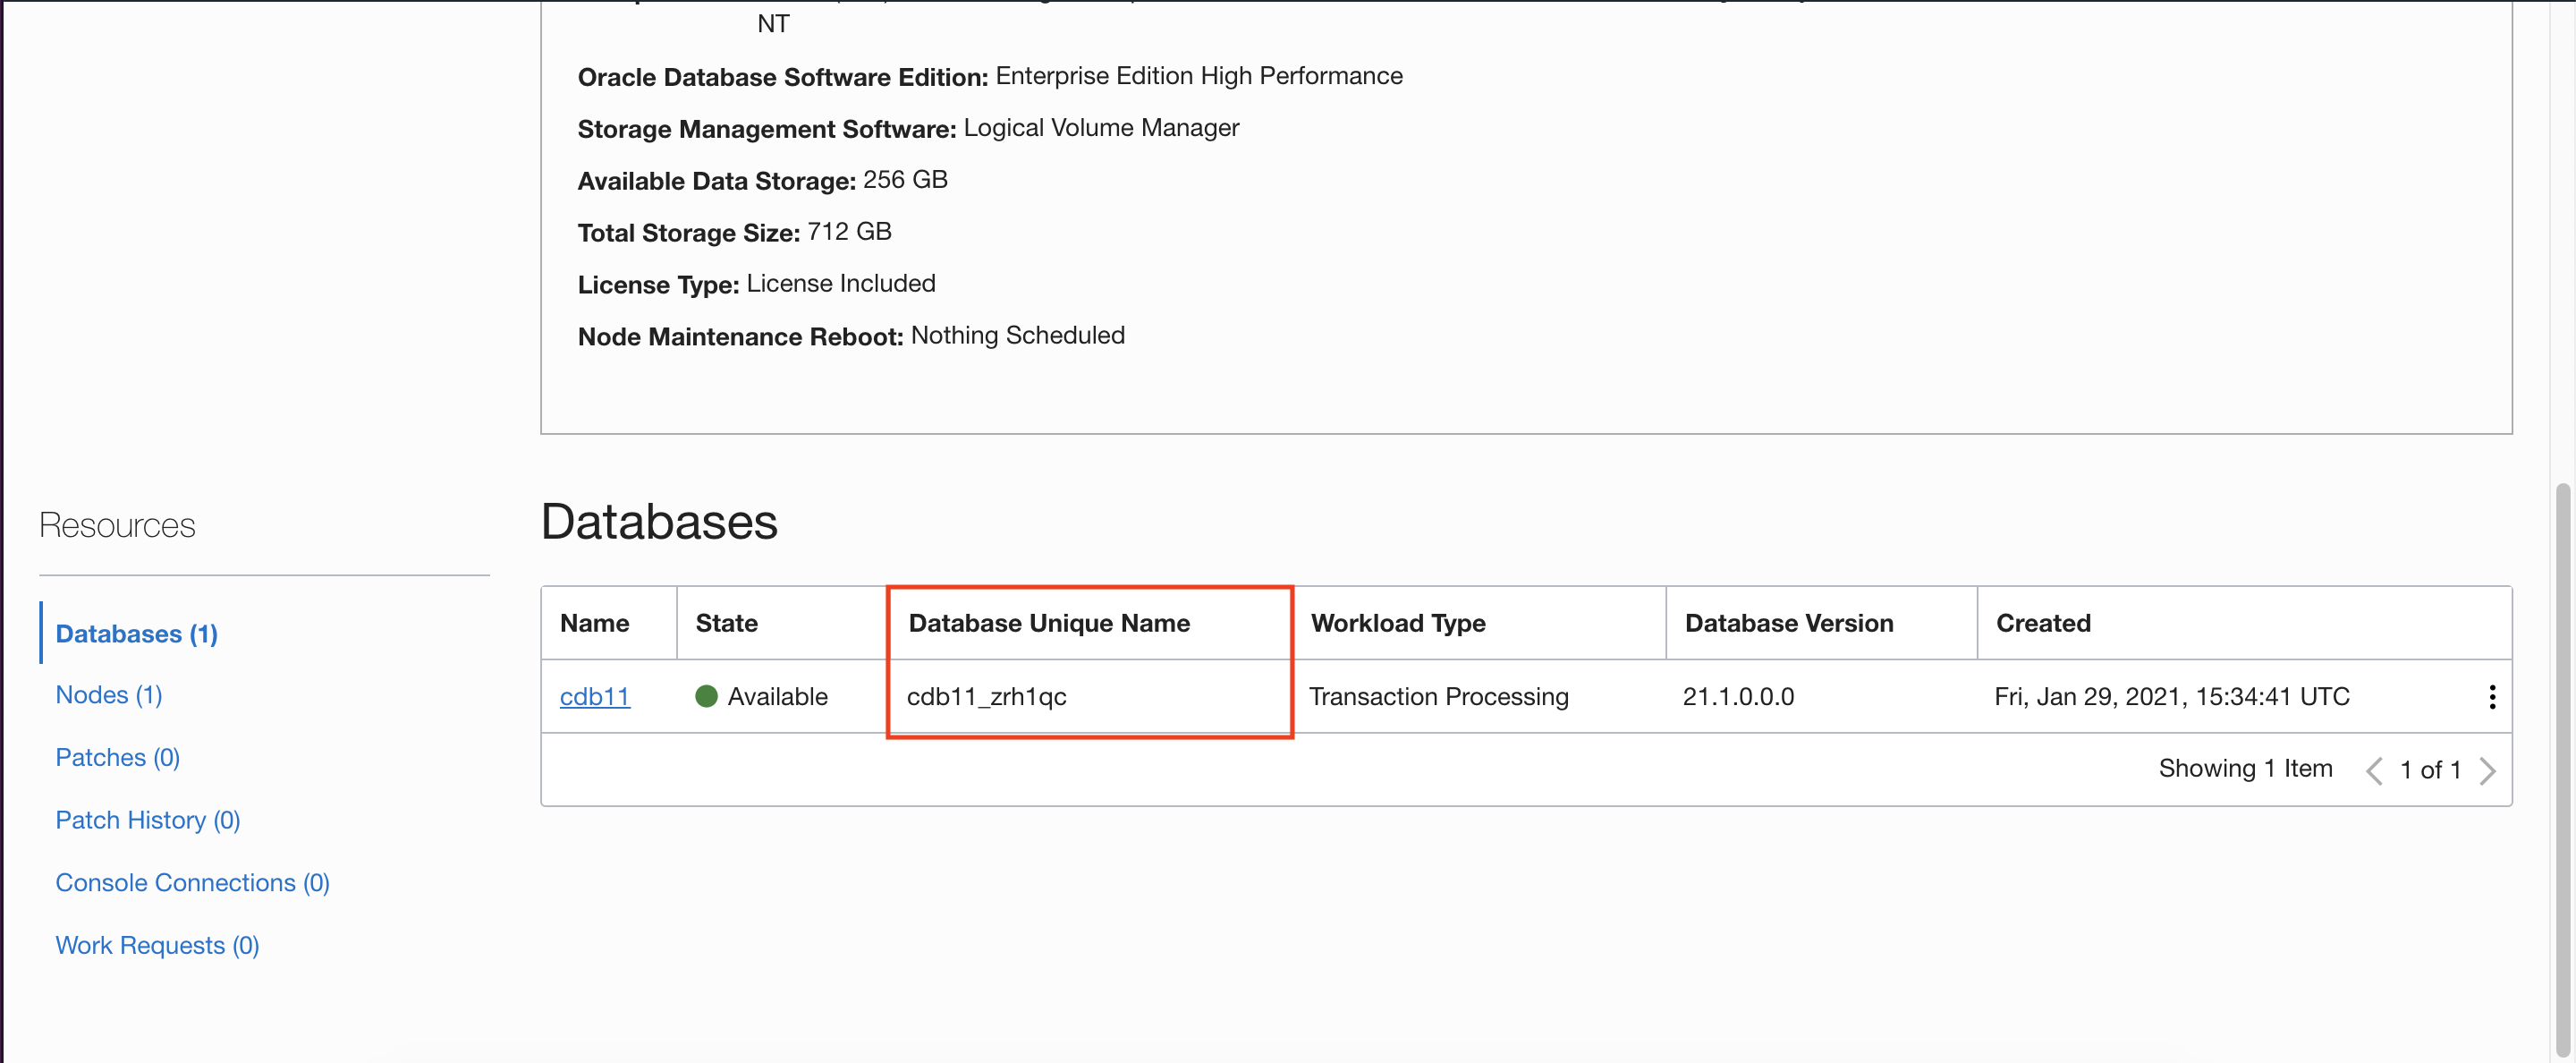 NT
Oracle Database Software Edition: Enterprise Edition High Performance
Storage Management Software: Logical Volume Manager
Available Data Storage: 256 GB
Total Storage Size: 712 GB
License Type: License Included
Node Maintenance Reboot: Nothing Scheduled
Resources
Databases (1)
Nodes (1)
Patches (0)
Patch History (0)
Console Connections (0)
Work Requests (0)
Databases
Name State Database Unique Name Workload Type Database Version Created
cdb11 Available cdb11_zrh1qc Transaction Processing 21.1.0.0.0 Fri, Jan 29, 2021, 15:34:41 UTC
Showing 1 Item 1 of 1